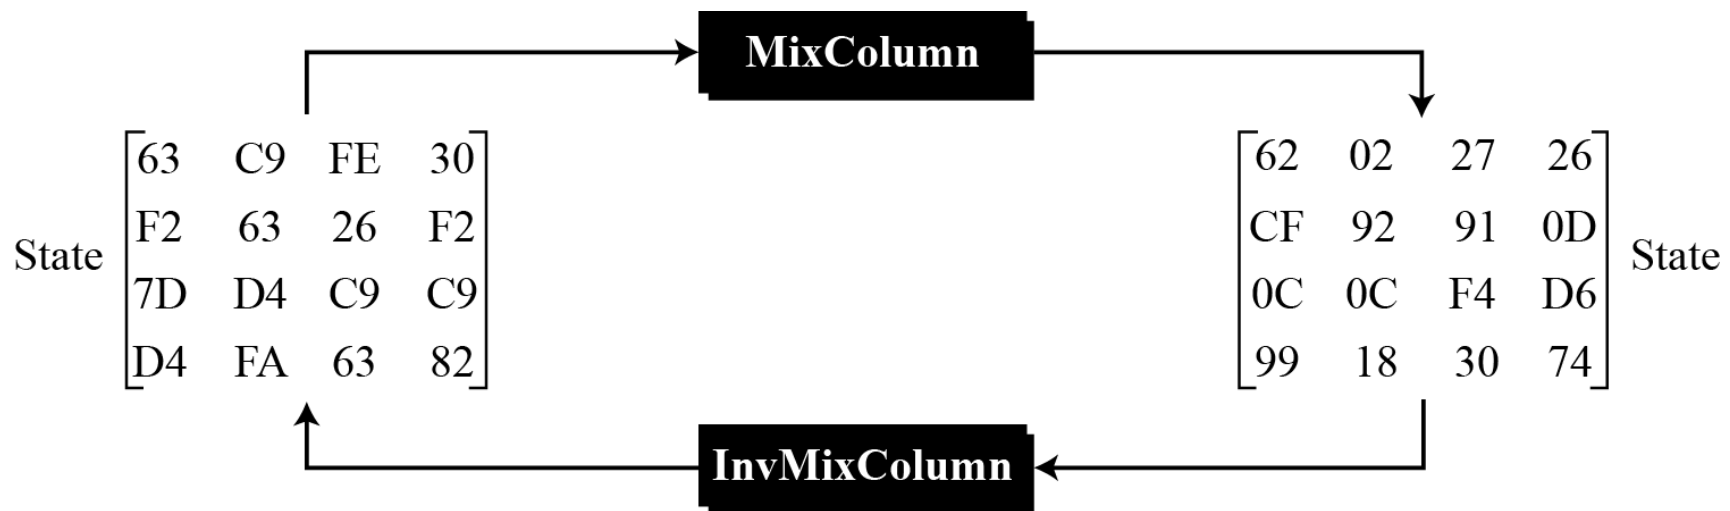 MixColumn
63 C9 FE 30
F2 63 26 F2
7D D4 C9 C9
D4 FA 63 82
State
62 02 27 26
CF 92 91 0D
0C 0C F4 D6
99 18 30 74
State
InvMixColumn